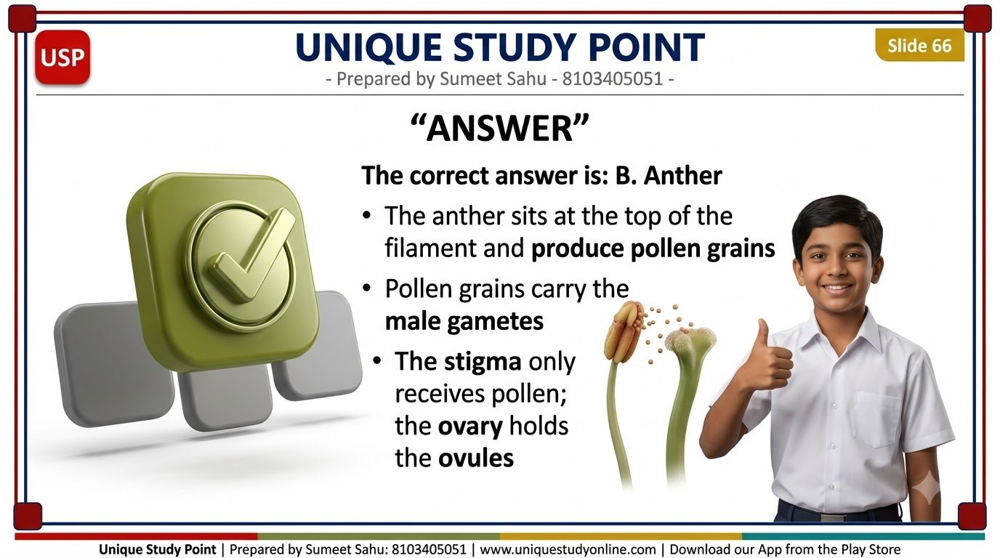 USP
UNIQUE STUDY POINT
- Prepared by Sumeet Sahu - 8103405051 -
Slide 66
“ANSWER”
The correct answer is: B. Anther
• The anther sits at the top of the
filament and produce pollen grains
• Pollen grains carry the
male gametes
• The stigma only
receives pollen;
the ovary holds
the ovules
Unique Study Point | Prepared by Sumeet Sahu: 8103405051 | www.uniquestudyonline.com | Download our App from the Play Store